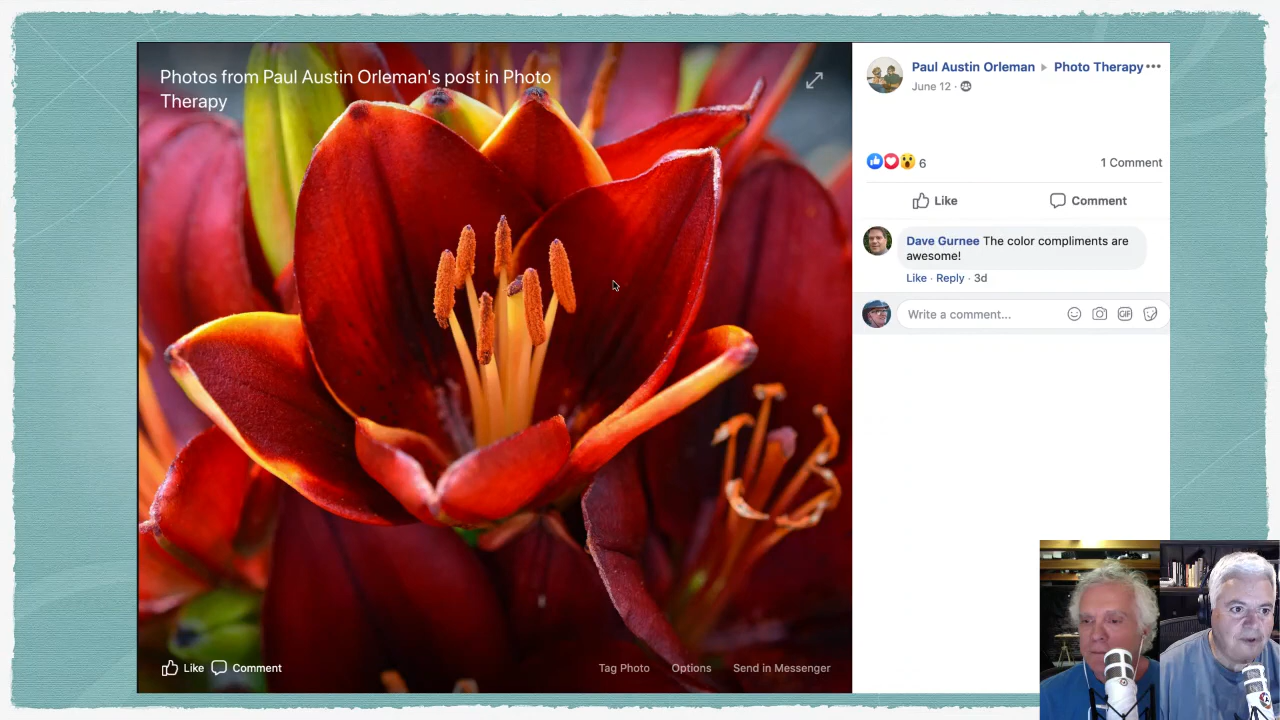 Photos from Paul Austin Orleman's post in Photo
Therapy
Paul Austin Orleman
Photo Therapy
June 12 ·
6
1 Comment
Like
Comment
Dave Gurnee The color compliments are
awesome!
Like · Reply · 3d
Write a comment...
GIF
Like
Comment
Tag Photo
Options
Send in Messenger